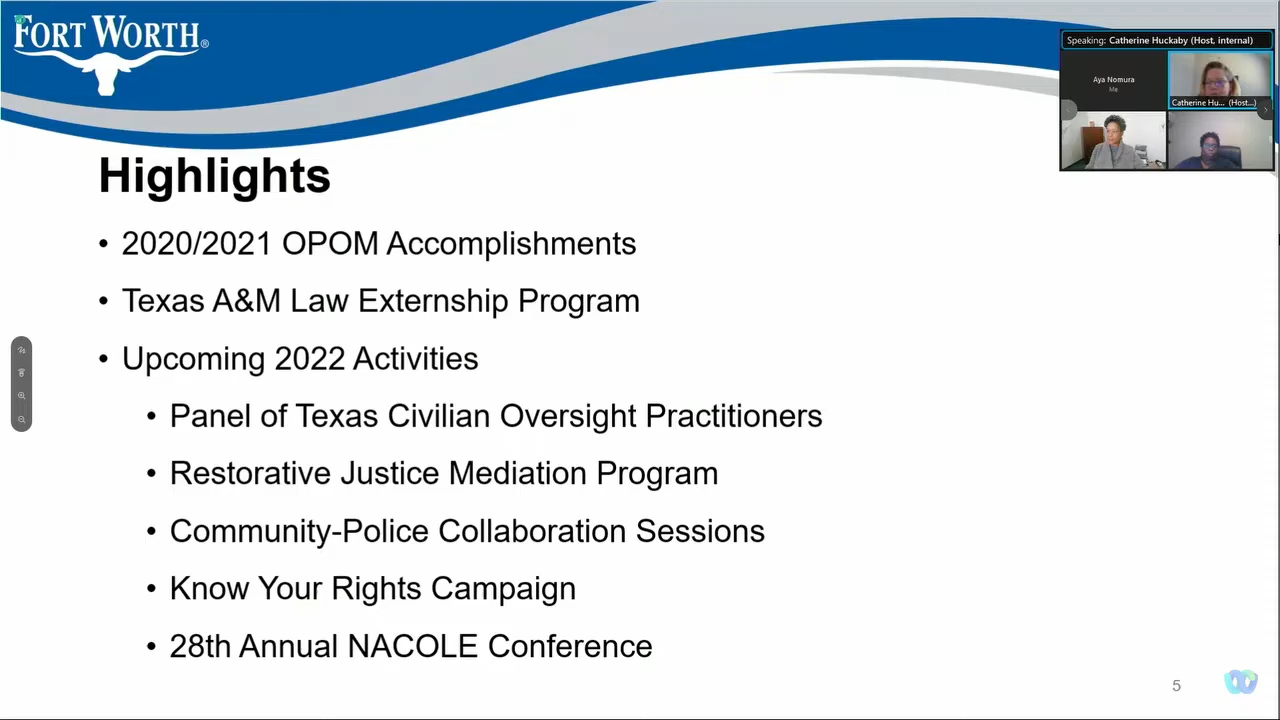 FORT WORTH®
Speaking: Catherine Huckaby (Host, internal)
Aya Nomura
Me
Catherine Hu... (Host...)
Highlights
• 2020/2021 OPOM Accomplishments
• Texas A&M Law Externship Program
• Upcoming 2022 Activities
• Panel of Texas Civilian Oversight Practitioners
• Restorative Justice Mediation Program
• Community-Police Collaboration Sessions
• Know Your Rights Campaign
• 28th Annual NACOLE Conference
5